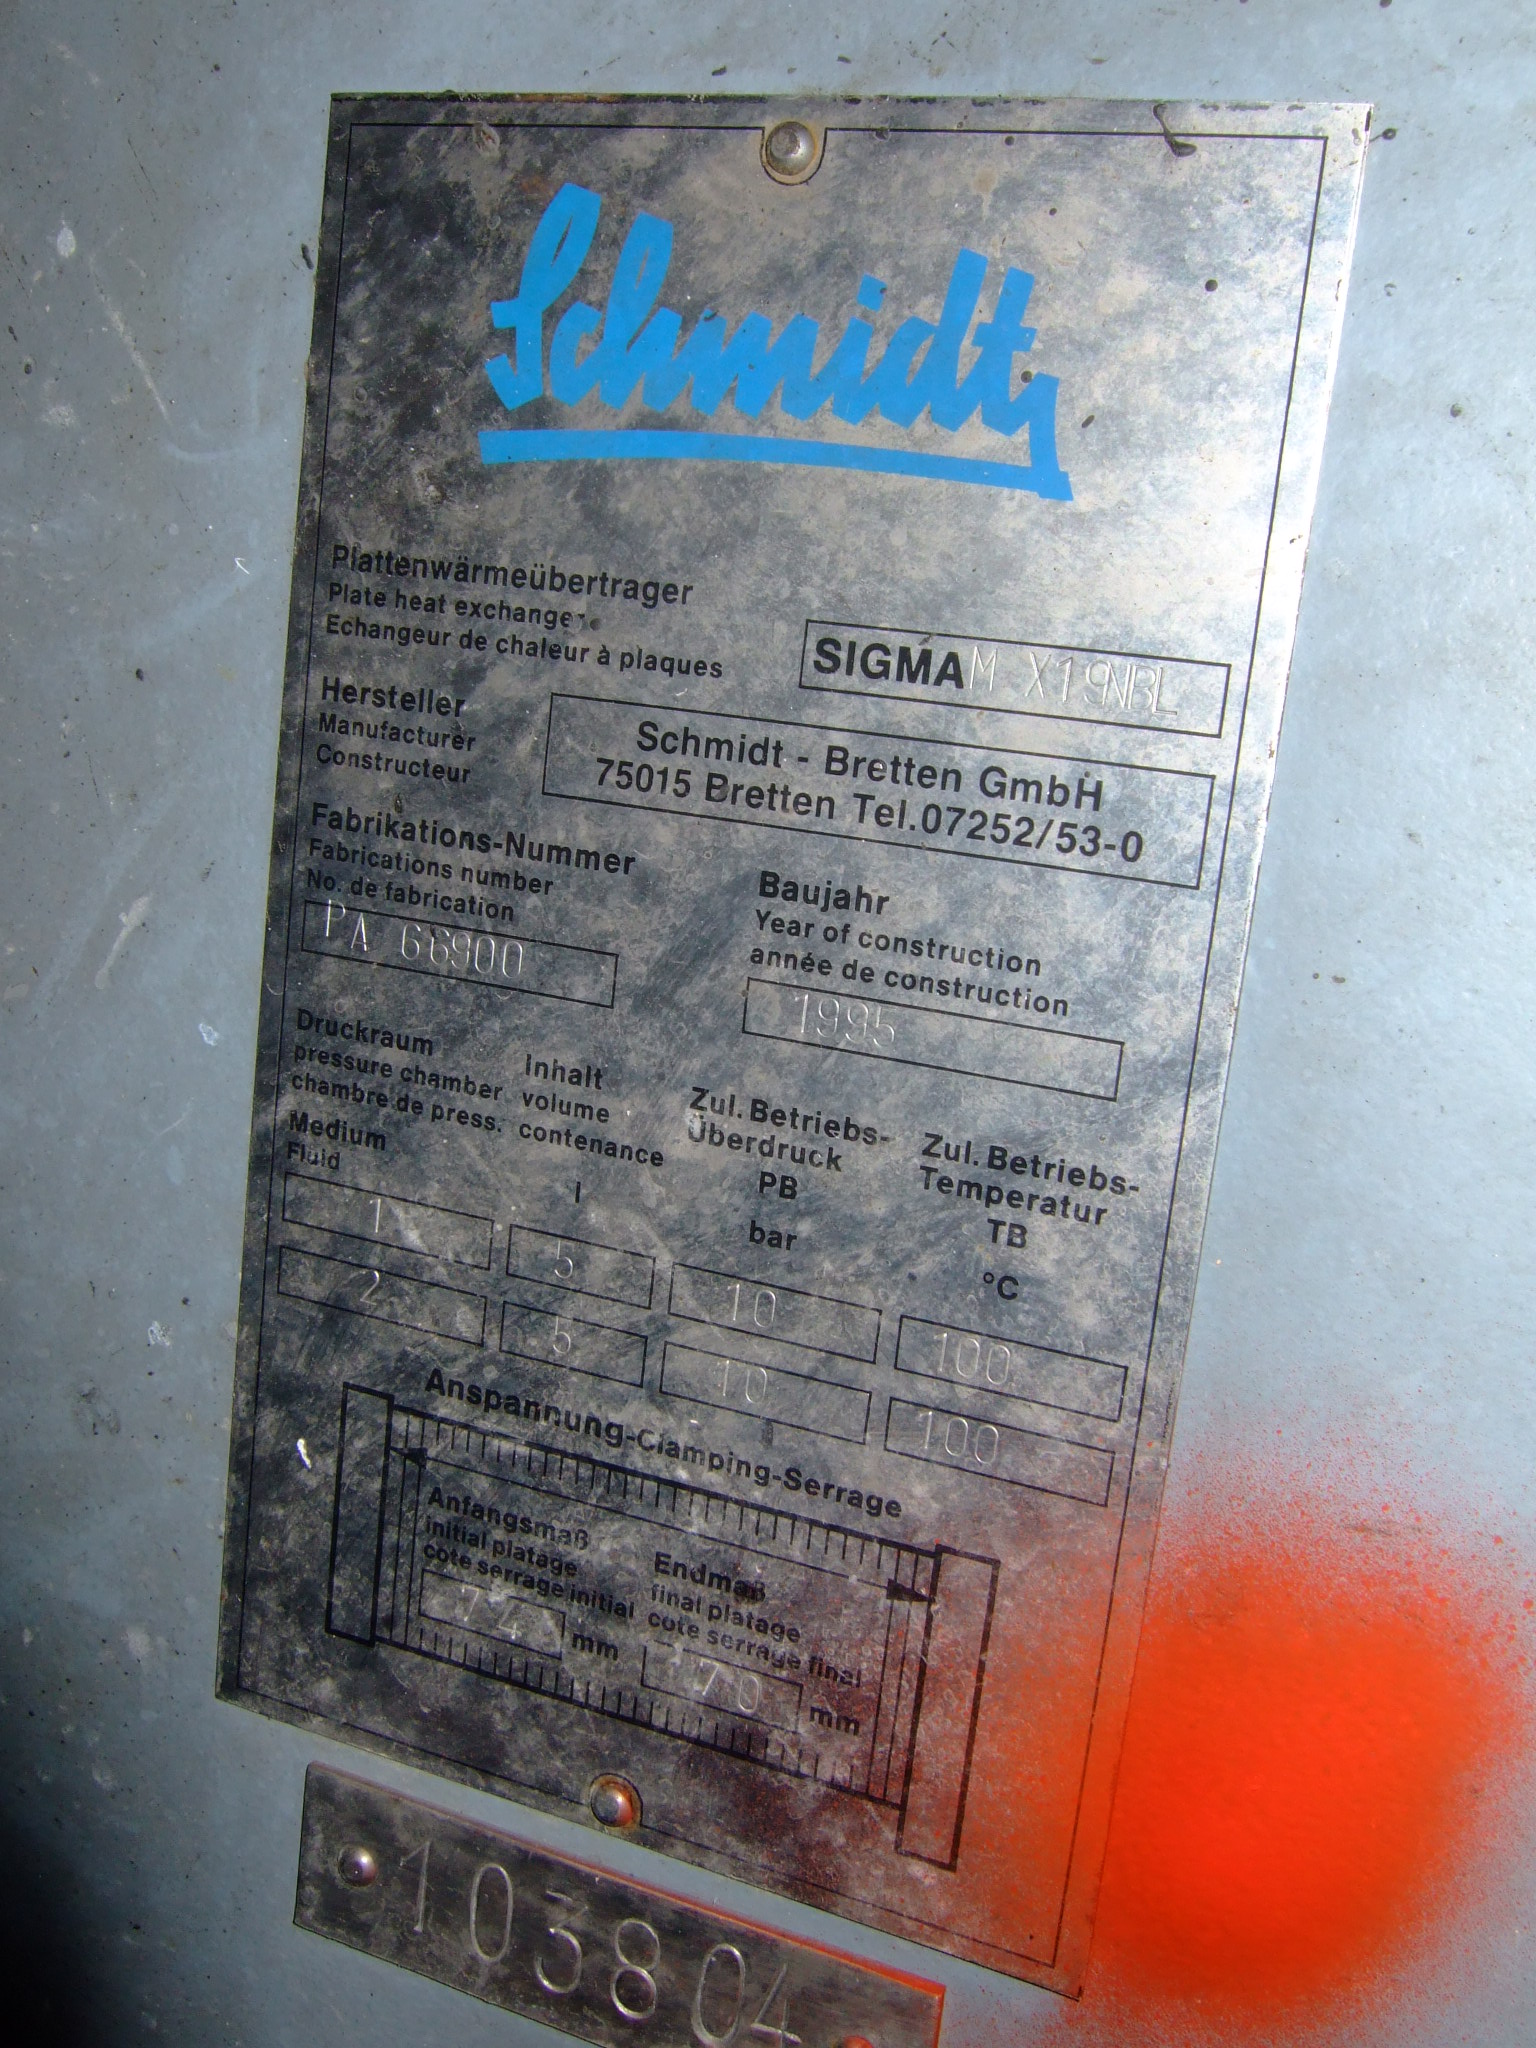 Schmidt
Plattenwärmeübertrager
Plate heat exchanger
Echangeur de chaleur à plaques
SIGMA M X19NBL
Hersteller
Manufacturer
Constructeur
Schmidt - Bretten GmbH
75015 Bretten Tel.07252/53-0
Fabrikations-Nummer
Fabrications number
No. de fabrication
PA 66900
Baujahr
Year of construction
année de construction
1995
Druckraum
pressure chamber
chambre de press.
Medium
Fluid
Inhalt
volume
contenance
l
Zul. Betriebs-
Überdruck
PB
bar
Zul. Betriebs-
Temperatur
TB
°C
1 5 10 100
2 5 10 100
Anspannung-Clamping-Serrage
Anfangsmaß
initial platage
cote serrage initial
74 mm
Endmaß
final platage
cote serrage final
70 mm
103804